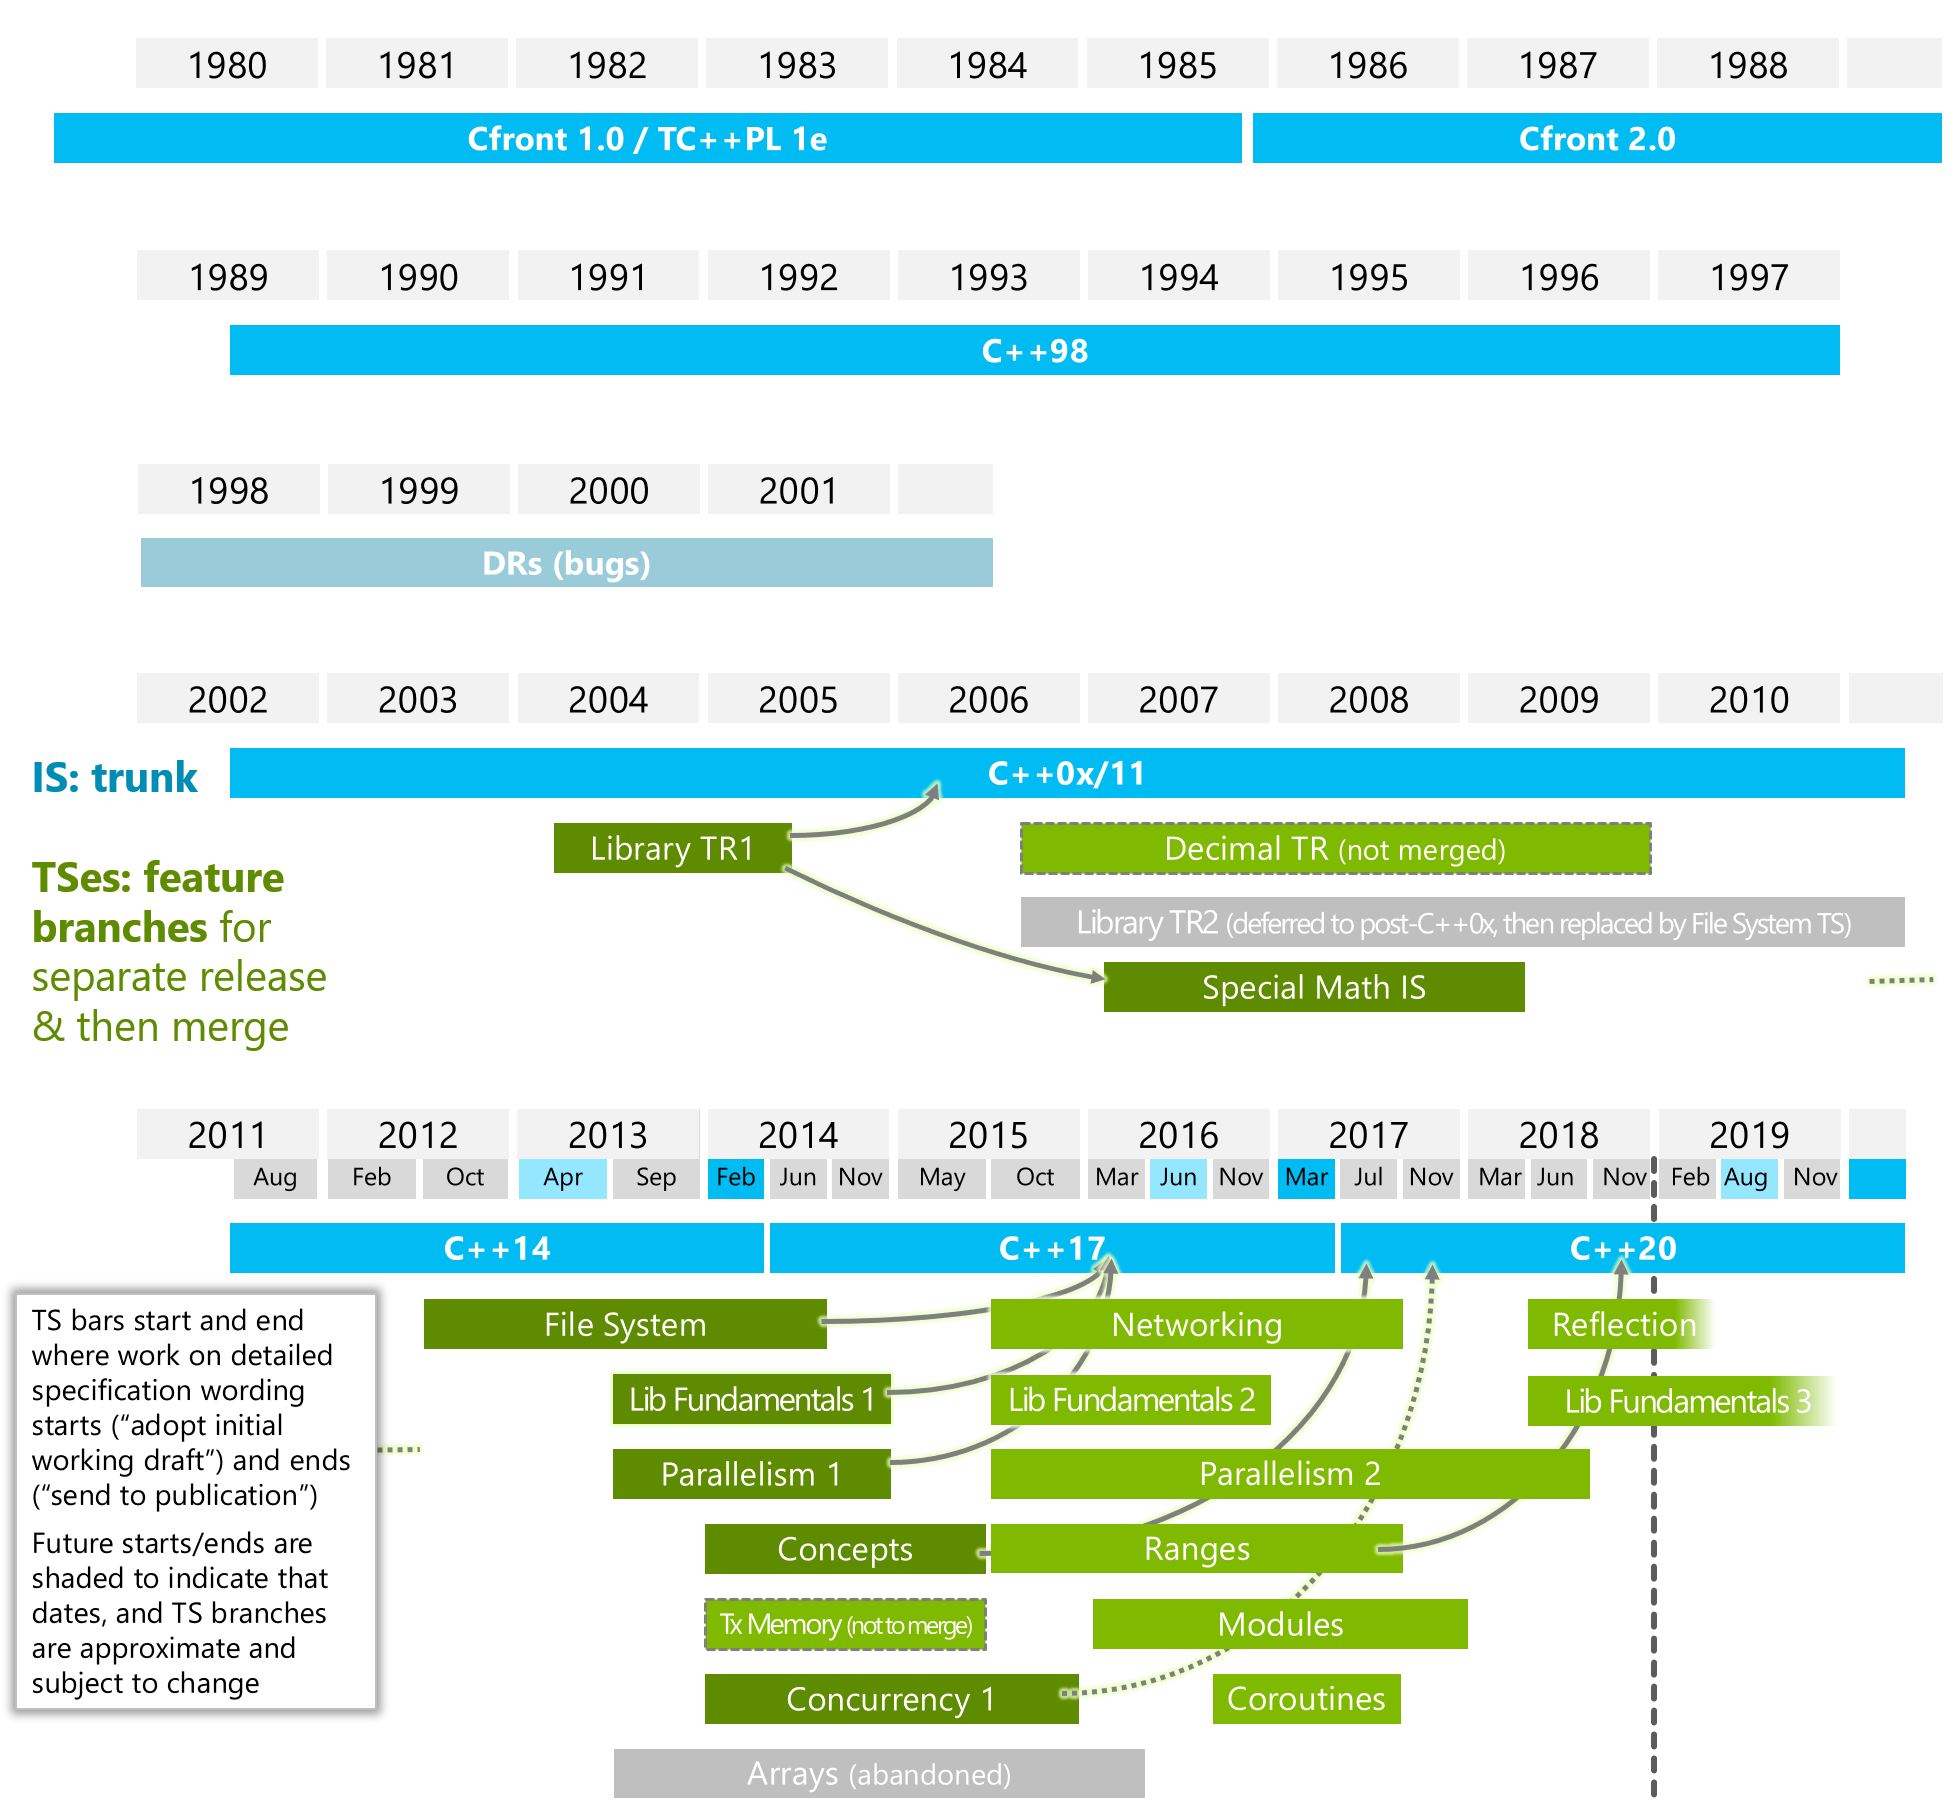 1980 1981 1982 1983 1984 1985 1986 1987 1988
Cfront 1.0 / TC++PL 1e Cfront 2.0
1989 1990 1991 1992 1993 1994 1995 1996 1997
C++98
1998 1999 2000 2001
DRs (bugs)
2002 2003 2004 2005 2006 2007 2008 2009 2010
IS: trunk
C++0x/11
Library TR1
Decimal TR (not merged)
Library TR2 (deferred to post-C++0x, then replaced by File System TS)
Special Math IS
TSes: feature
branches for
separate release
& then merge
2011 2012 2013 2014 2015 2016 2017 2018 2019
Aug Feb Oct Apr Sep Feb Jun Nov May Oct Mar Jun Nov Mar Jul Nov Mar Jun Nov Feb Aug Nov
C++14 C++17 C++20
File System Networking Reflection
Lib Fundamentals 1 Lib Fundamentals 2 Lib Fundamentals 3
Parallelism 1 Parallelism 2
Concepts Ranges
Tx Memory (not to merge) Modules
Concurrency 1 Coroutines
Arrays (abandoned)
TS bars start and end
where work on detailed
specification wording
starts (“adopt initial
working draft”) and ends
(“send to publication”)
Future starts/ends are
shaded to indicate that
dates, and TS branches
are approximate and
subject to change